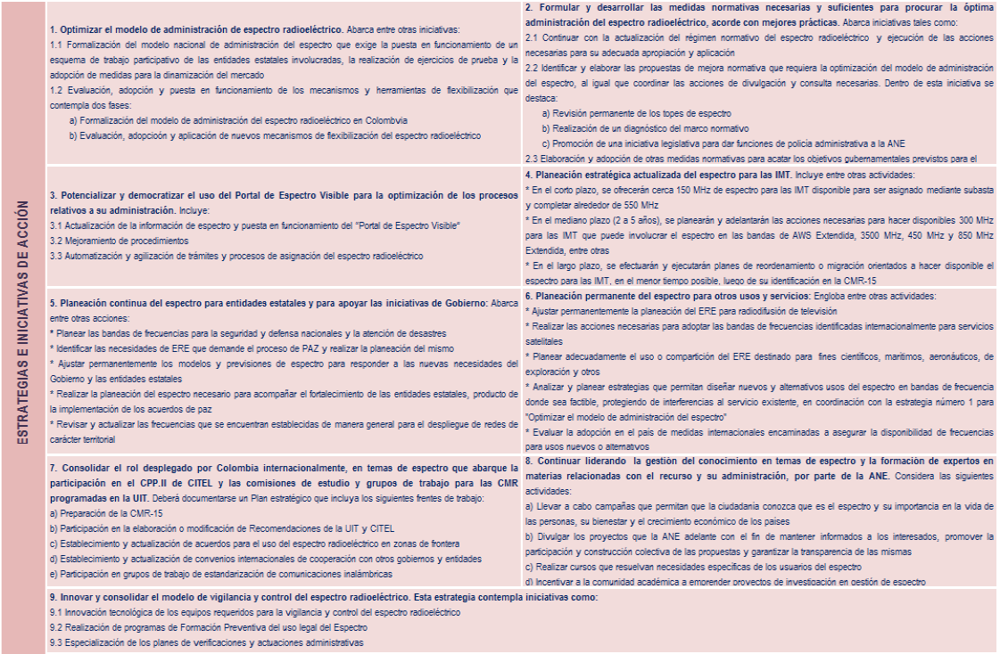 ESTRATEGIAS E INICIATIVAS DE ACCIÓN
1. Optimizar el modelo de administración de espectro radioeléctrico. Abarca entre otras iniciativas:
1.1 Formalización del modelo nacional de administración del espectro que exige la puesta en funcionamiento de un
esquema de trabajo participativo de las entidades estatales involucradas, la realización de ejercicios de prueba y la
adopción de medidas para la dinamización del mercado
1.2 Evaluación, adopción y puesta en funcionamiento de los mecanismos y herramientas de flexibilización que
contempla dos fases:
a) Formalización del modelo de administración del espectro radioeléctrico en Colombvia
b) Evaluación, adopcioón y aplicación de nuevos mecanismos de flexibilización del espectro radioeléctrico
2. Formular y desarrollar las medidas normativas necesarias y suficientes para procurar la óptima
administración del espectro radioeléctrico, acorde con mejores prácticas. Abarca iniciativas tales como:
2.1 Continuar con la actualización del régimen normativo del espectro radioeléctrico y ejecución de las acciones
necesarias para su adecuada apropiación y aplicación
2.2 Identificar y elaborar las propuestas de mejora normativa que requiera la optimización del modelo de administración
del espectro, al igual que coordinar las acciones de divulgación y consulta necesarias. Dentro de esta iniciativa se
destaca:
a) Revisión permanente de los topes de espectro
b) Realización de un diagnóstico del marco normativo
c) Promoción de una iniciativa legislativa para dar funciones de policía administrativa a la ANE
2.3 Elaboración y adopción de otras medidas normativas para acatar los objetivos gubernamentales previstos para el
3. Potencializar y democratizar el uso del Portal de Espectro Visible para la optimización de los procesos
relativos a su administración. Incluye:
3.1 Actualización de la información de espectro y puesta en funcionamiento del "Portal de Espectro Visible"
3.2 Mejoramiento de procedimientos
3.3 Automatización y agilización de trámites y procesos de asignación del espectro radioeléctrico
4. Planeación estratégica actualizada del espectro para las IMT. Incluye entre otras actividades:
* En el corto plazo, se ofrecerán cerca 150 MHz de espectro para las IMT disponible para ser asignado mediante subasta
y completar alrededor de 550 MHz
* En el mediano plazo (2 a 5 años), se planearán y adelantarán las acciones necesarias para hacer disponibles 300 MHz
para las IMT que puede involucrar el espectro en las bandas de AWS Extendida, 3500 MHz, 450 MHz y 850 MHz
Extendida, entre otras
* En el largo plazo, se efectuarán y ejecutarán planes de reordenamiento o migración orientados a hacer disponible el
espectro para las IMT, en el menor tiempo posible, luego de su identificación en la CMR-15
5. Planeación continua del espectro para entidades estatales y para apoyar las iniciativas de Gobierno: Abarca
entre otras acciones:
* Planear las bandas de frecuencias para la seguridad y defensa nacionales y la atención de desastres
* Identificar las necesidades de ERE que demande el proceso de PAZ y realizar la planeación del mismo
* Ajustar permanentemente los modelos y previsiones de espectro para responder a las nuevas necesidades del
Gobierno y las entidades estatales
* Realizar la planeación del espectro necesario para acompañar el fortalecimiento de las entidades estatales, producto de
la implementación de los acuerdos de paz
* Revisar y actualizar las frecuencias que se encuentran establecidas de manera general para el despliegue de redes de
carácter territorial
6. Planeación permanente del espectro para otros usos y servicios: Engloba entre otras actividades:
* Ajustar permanentemente la planeación del ERE para radiodifusión de televisión
* Realizar las acciones necesarias para adoptar las bandas de frecuencias identificadas internacionalmente para servicios
satelitales
* Planear adecuadamente el uso o compartición del ERE destinado para fines científicos, marítimos, aeronáuticos, de
exploración y otros
* Analizar y planear estrategias que permitan diseñar nuevos y alternativos usos del espectro en bandas de frecuencia
donde sea factible, protegiendo de interferencias al servicio existente, en coordinación con la estrategia número 1 para
"Optimizar el modelo de administración del espectro"
* Evaluar la adopción en el país de medidas internacionales encaminadas a asegurar la disponibilidad de frecuencias
para usos nuevos o alternativos
7. Consolidar el rol desplegado por Colombia internacionalmente, en temas de espectro que abarque la
participación en el CPP.II de CITEL y las comisiones de estudio y grupos de trabajo para las CMR
programadas en la UIT. Deberá documentarse un Plan estratégico que incluya los siguientes frentes de trabajo:
a) Preparación de la CMR-15
b) Participación en la elaboración o modificación de Recomendaciones de la UIT y CITEL
c) Establecimiento y actualización de acuerdos para el uso del espectro radioeléctrico en zonas de frontera
d) Establecimiento y actualización de convenios internacionales de cooperación con otros gobiernos y entidades
e) Participación en grupos de trabajo de estandarización de comunicaciones inalámbricas
8. Continuar liderando la gestión del conocimiento en temas de espectro y la formación de expertos en
materias relacionadas con el recurso y su administración, por parte de la ANE. Considera las siguientes
actividades:
a) Llevar a cabo campañas que permitan que la ciudadanía conozca que es el espectro y su importancia en la vida de
las personas, su bienestar y el crecimiento económico de los países
b) Divulgar los proyectos que la ANE adelante con el fin de mantener informados a los interesados, promover la
participación y construcción colectiva de las propuestas y garantizar la transparencia de las mismas
c) Realizar cursos que resuelvan necesidades específicas de los usuarios del espectro
d) Incentivar a la comunidad académica a emprender proyectos de investigación en gestión de espectro
9. Innovar y consolidar el modelo de vigilancia y control del espectro radioeléctrico. Esta estrategia contempla iniciativas como:
9.1 Innovación tecnológica de los equipos requeridos para la vigilancia y control del espectro radioeléctrico
9.2 Realización de programas de Formación Preventiva del uso legal del Espectro
9.3 Especialización de los planes de verificaciones y actuaciones administrativas